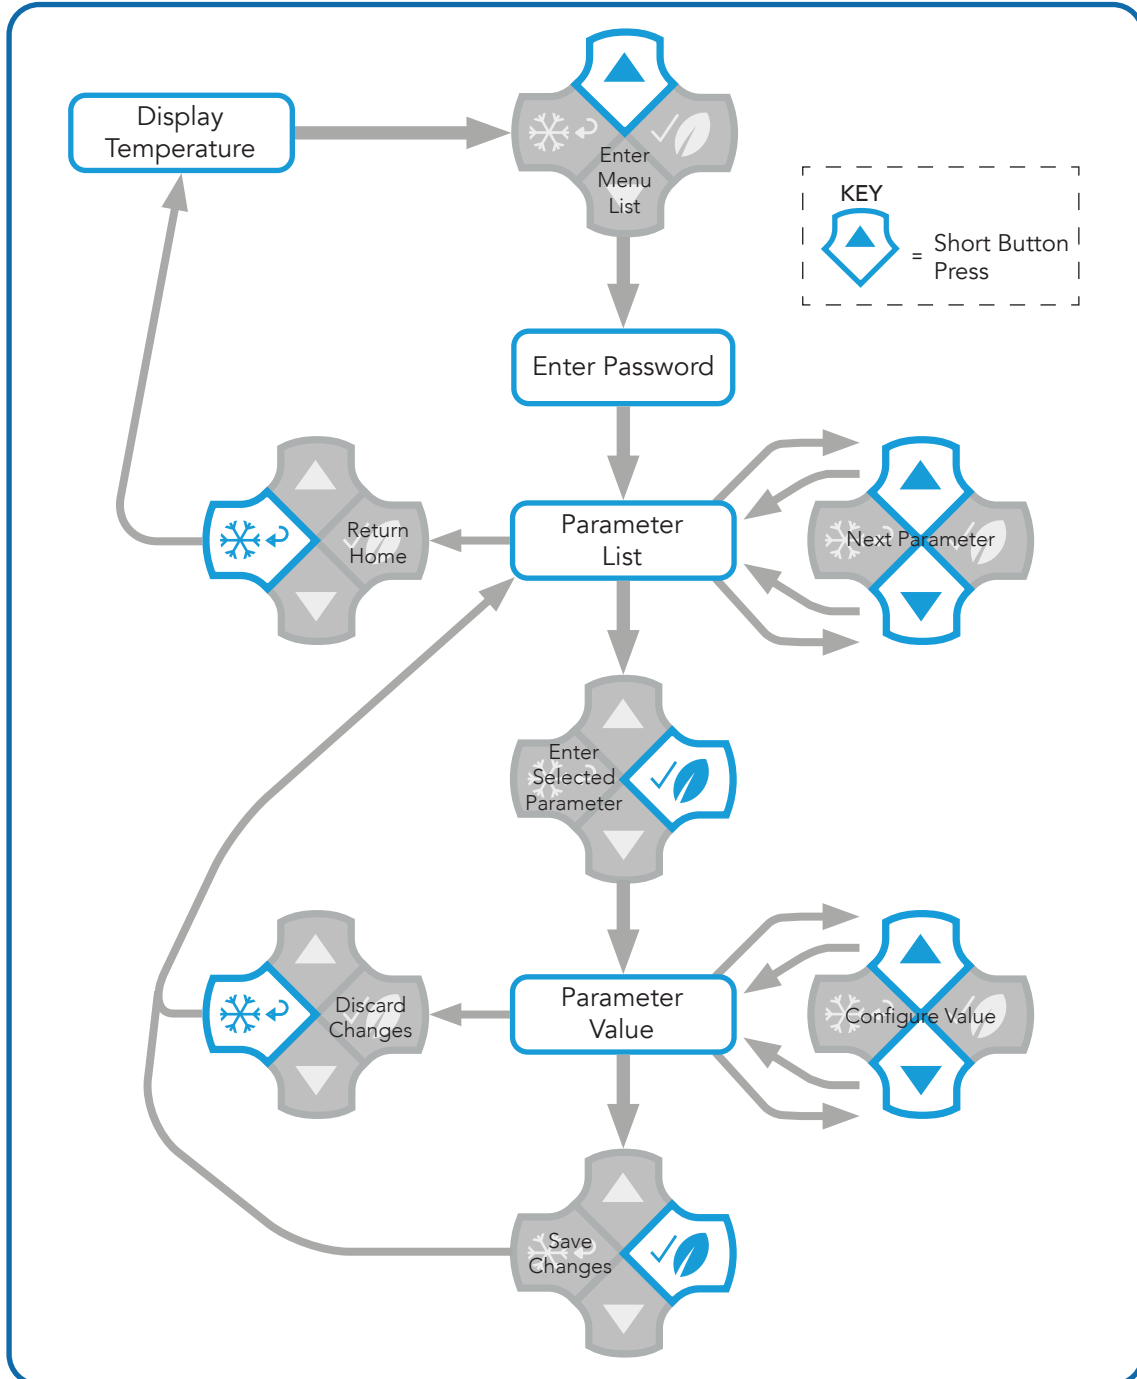 Display
Temperature
Enter
Menu
List
KEY
= Short Button
Press
Enter Password
Return
Home
Parameter
List
Next Parameter
Enter
Selected
Parameter
Discard
Changes
Parameter
Value
Configure Value
Save
Changes